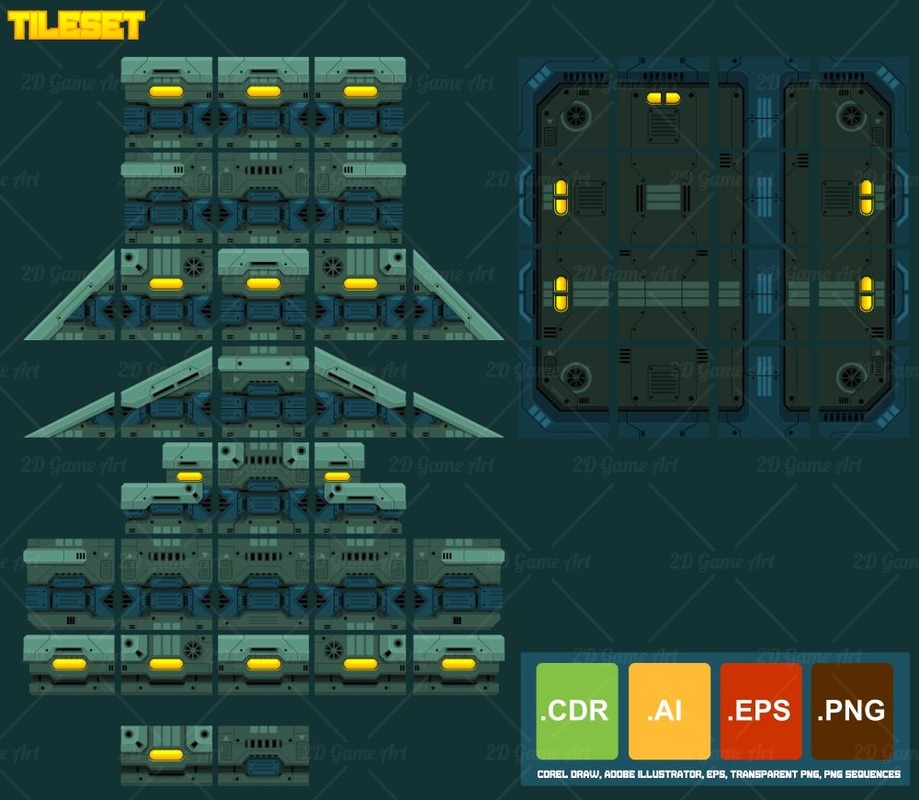 TILESET
2D Game Art
.CDR .AI .EPS .PNG
COREL DRAW, ADOBE ILLUSTRATOR, EPS, TRANSPARENT PNG, PNG SEQUENCES